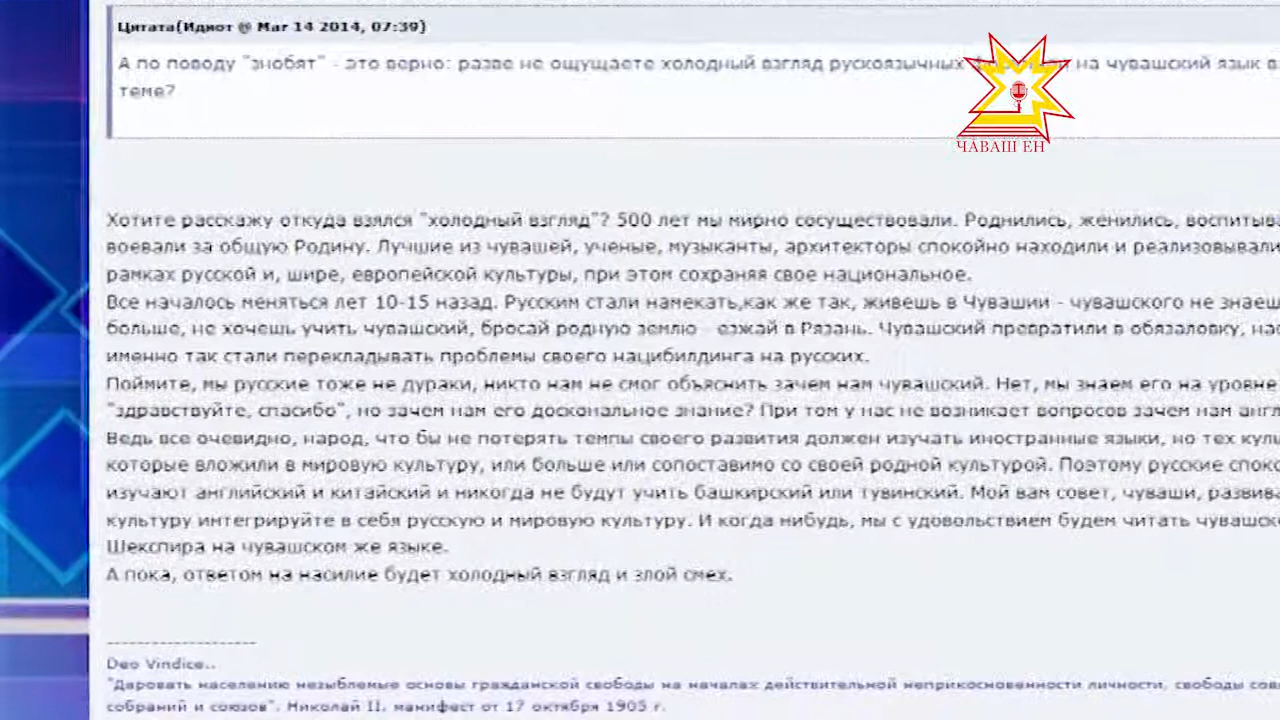 Цитата(Идиот @ Mar 14 2014, 07:39)
А по поводу "знобят" - это верно: разве не ощущаете холодный взгляд рускоязычных на чувашский язык в
теме?
ЧӐВАШ ЕН
Хотите расскажу откуда взялся "холодный взгляд"? 500 лет мы мирно сосуществовали. Роднились, женились, воспитыв
воевали за общую Родину. Лучшие из чувашей, ученые, музыканты, архитекторы спокойно находили и реализовывали
рамках русской и, шире, европейской культуры, при этом сохраняя свое национальное.
Все началось меняться лет 10-15 назад. Русским стали намекать,как же так, живешь в Чувашии - чувашского не знаеш
больше, не хочешь учить чувашский, бросай родную землю - езжай в Рязань. Чувашский превратили в обязаловку, на
именно так стали перекладывать проблемы своего нацибилдинга на русских.
Поймите, мы русские тоже не дураки, никто нам не смог объяснить зачем нам чувашский. Нет, мы знаем его на уровне
"здравствуйте, спасибо", но зачем нам его доскональное знание? При том у нас не возникает вопросов зачем нам англ
Ведь все очевидно, народ, что бы не потерять темпы своего развития должен изучать иностранные языки, но тех куль
которые вложили в мировую культуру, или больше или сопоставимо со своей родной культурой. Поэтому русские споко
изучают английский и китайский и никогда не будут учить башкирский или тувинский. Мой вам совет, чуваши, развива
культуру интегрируйте в себя русскую и мировую культуру. И когда нибудь, мы с удовольствием будем читать чувашск
Шекспира на чувашском же языке.
А пока, ответом на насилие будет холодный взгляд и злой смех.
--------------------
Deo Vindice..
"Даровать населению незыблемые основы гражданской свободы на началах действительной неприкосновенности личности, свободы сов
собраний и союзов". Николай II. манифест от 17 октября 1905 г.